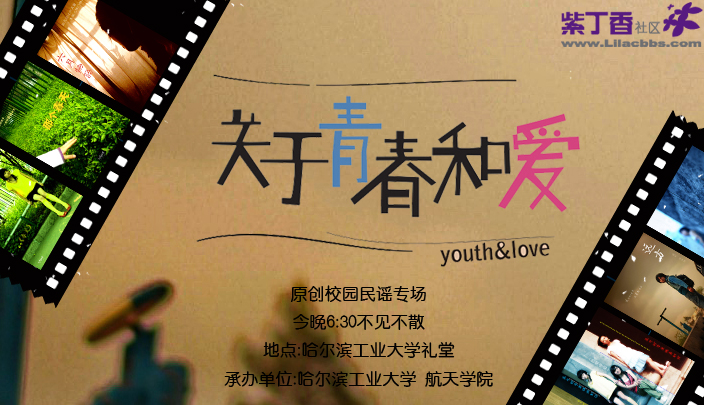 紫丁香社区
www.Lilacbbs.com
关于青春和爱
youth&love
原创校园民谣专场
今晚6:30不见不散
地点:哈尔滨工业大学礼堂
承办单位:哈尔滨工业大学 航天学院